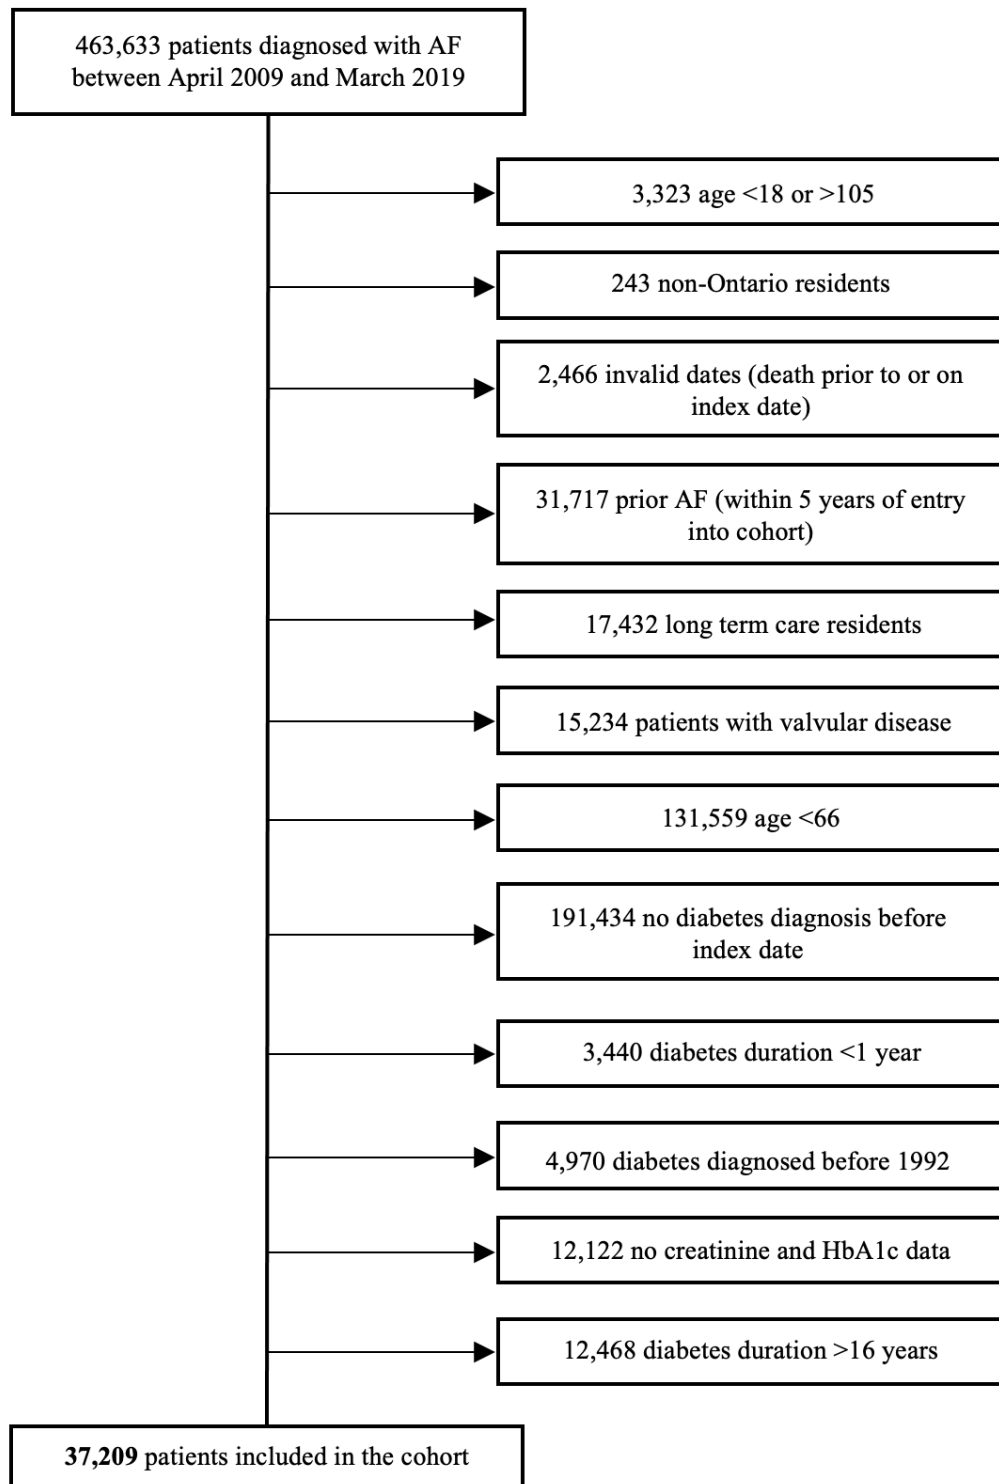 463,633 patients diagnosed with AF
between April 2009 and March 2019
3,323 age <18 or >105
243 non-Ontario residents
2,466 invalid dates (death prior to or on
index date)
31,717 prior AF (within 5 years of entry
into cohort)
17,432 long term care residents
15,234 patients with valvular disease
131,559 age <66
191,434 no diabetes diagnosis before
index date
3,440 diabetes duration <1 year
4,970 diabetes diagnosed before 1992
12,122 no creatinine and HbA1c data
12,468 diabetes duration >16 years
37,209 patients included in the cohort